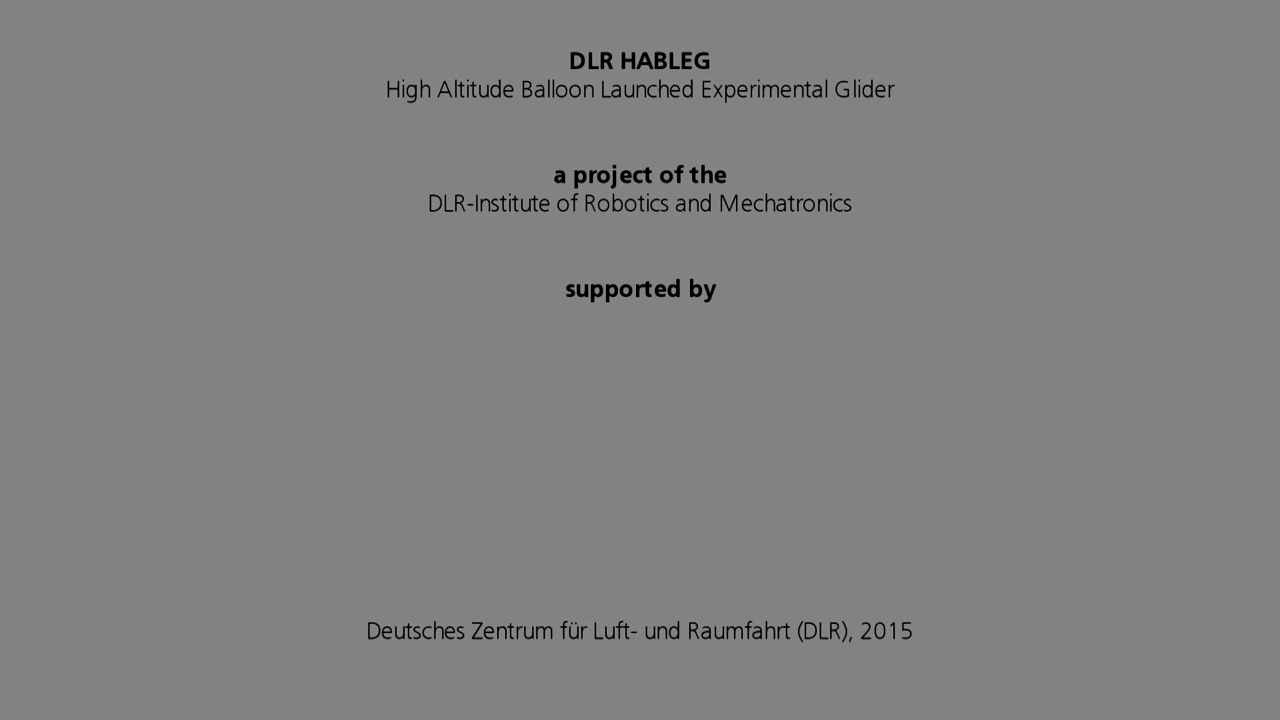 DLR HABLEG
High Altitude Balloon Launched Experimental Glider
a project of the
DLR-Institute of Robotics and Mechatronics
supported by
Deutsches Zentrum für Luft- und Raumfahrt (DLR), 2015